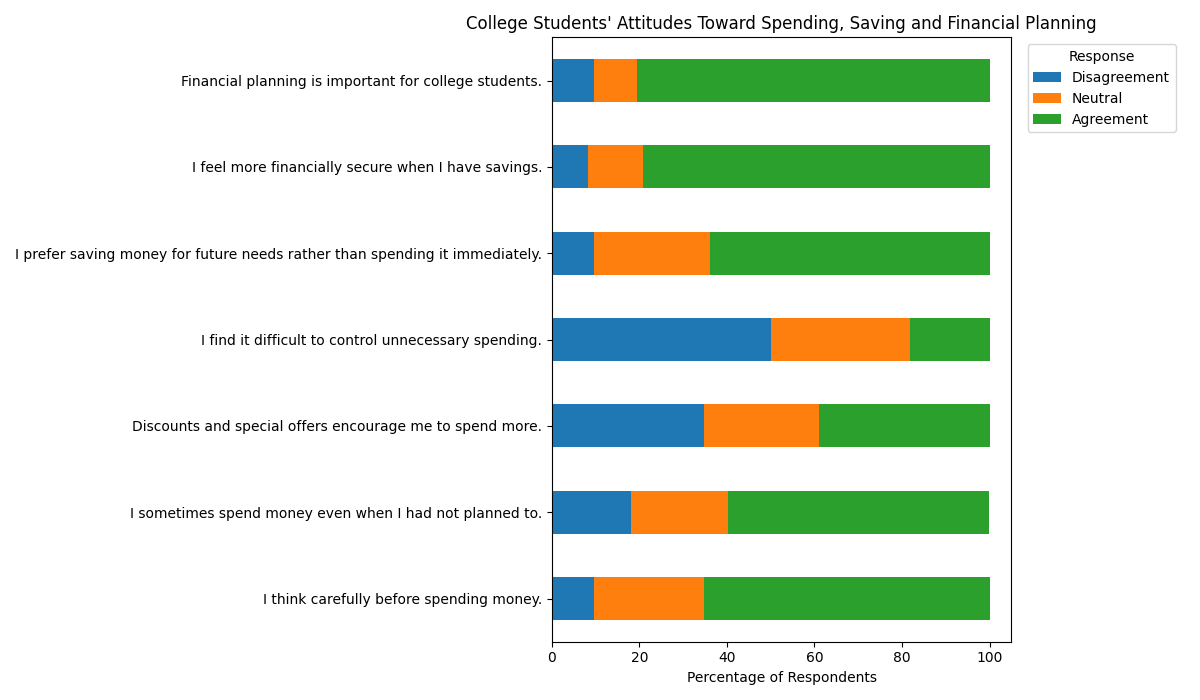 College Students' Attitudes Toward Spending, Saving and Financial Planning
Response
Disagreement
Neutral
Agreement
Financial planning is important for college students.
I feel more financially secure when I have savings.
I prefer saving money for future needs rather than spending it immediately.
I find it difficult to control unnecessary spending.
Discounts and special offers encourage me to spend more.
I sometimes spend money even when I had not planned to.
I think carefully before spending money.
0 20 40 60 80 100
Percentage of Respondents